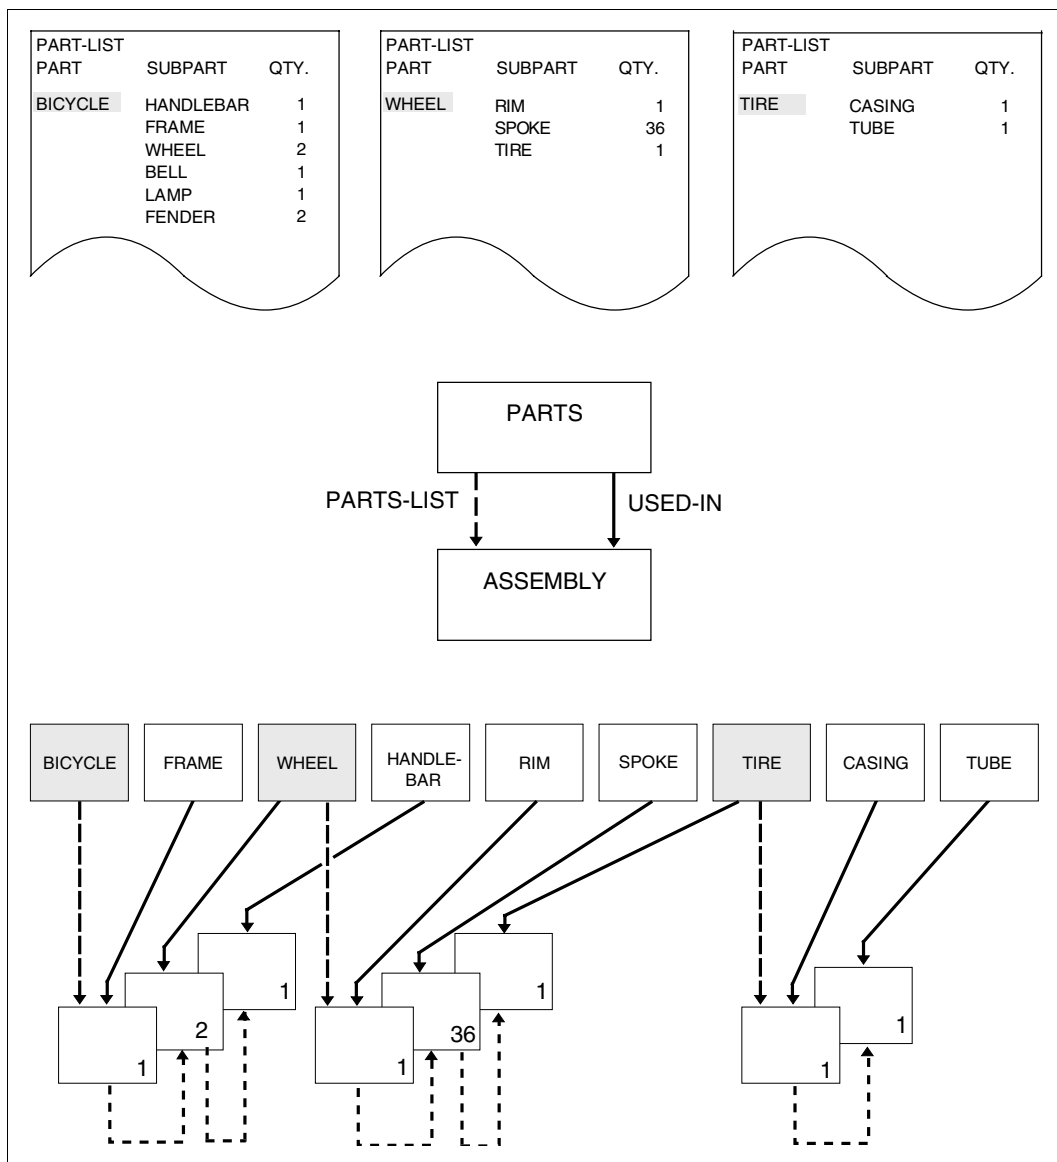 PART-LIST
PART SUBPART QTY.
BICYCLE HANDLEBAR 1
FRAME 1
WHEEL 2
BELL 1
LAMP 1
FENDER 2
PART-LIST
PART SUBPART QTY.
WHEEL RIM 1
SPOKE 36
TIRE 1
PART-LIST
PART SUBPART QTY.
TIRE CASING 1
TUBE 1
PARTS
PARTS-LIST USED-IN
ASSEMBLY
BICYCLE FRAME WHEEL HANDLE-
BAR RIM SPOKE TIRE CASING TUBE
1 1
2 36 1
1 1 1